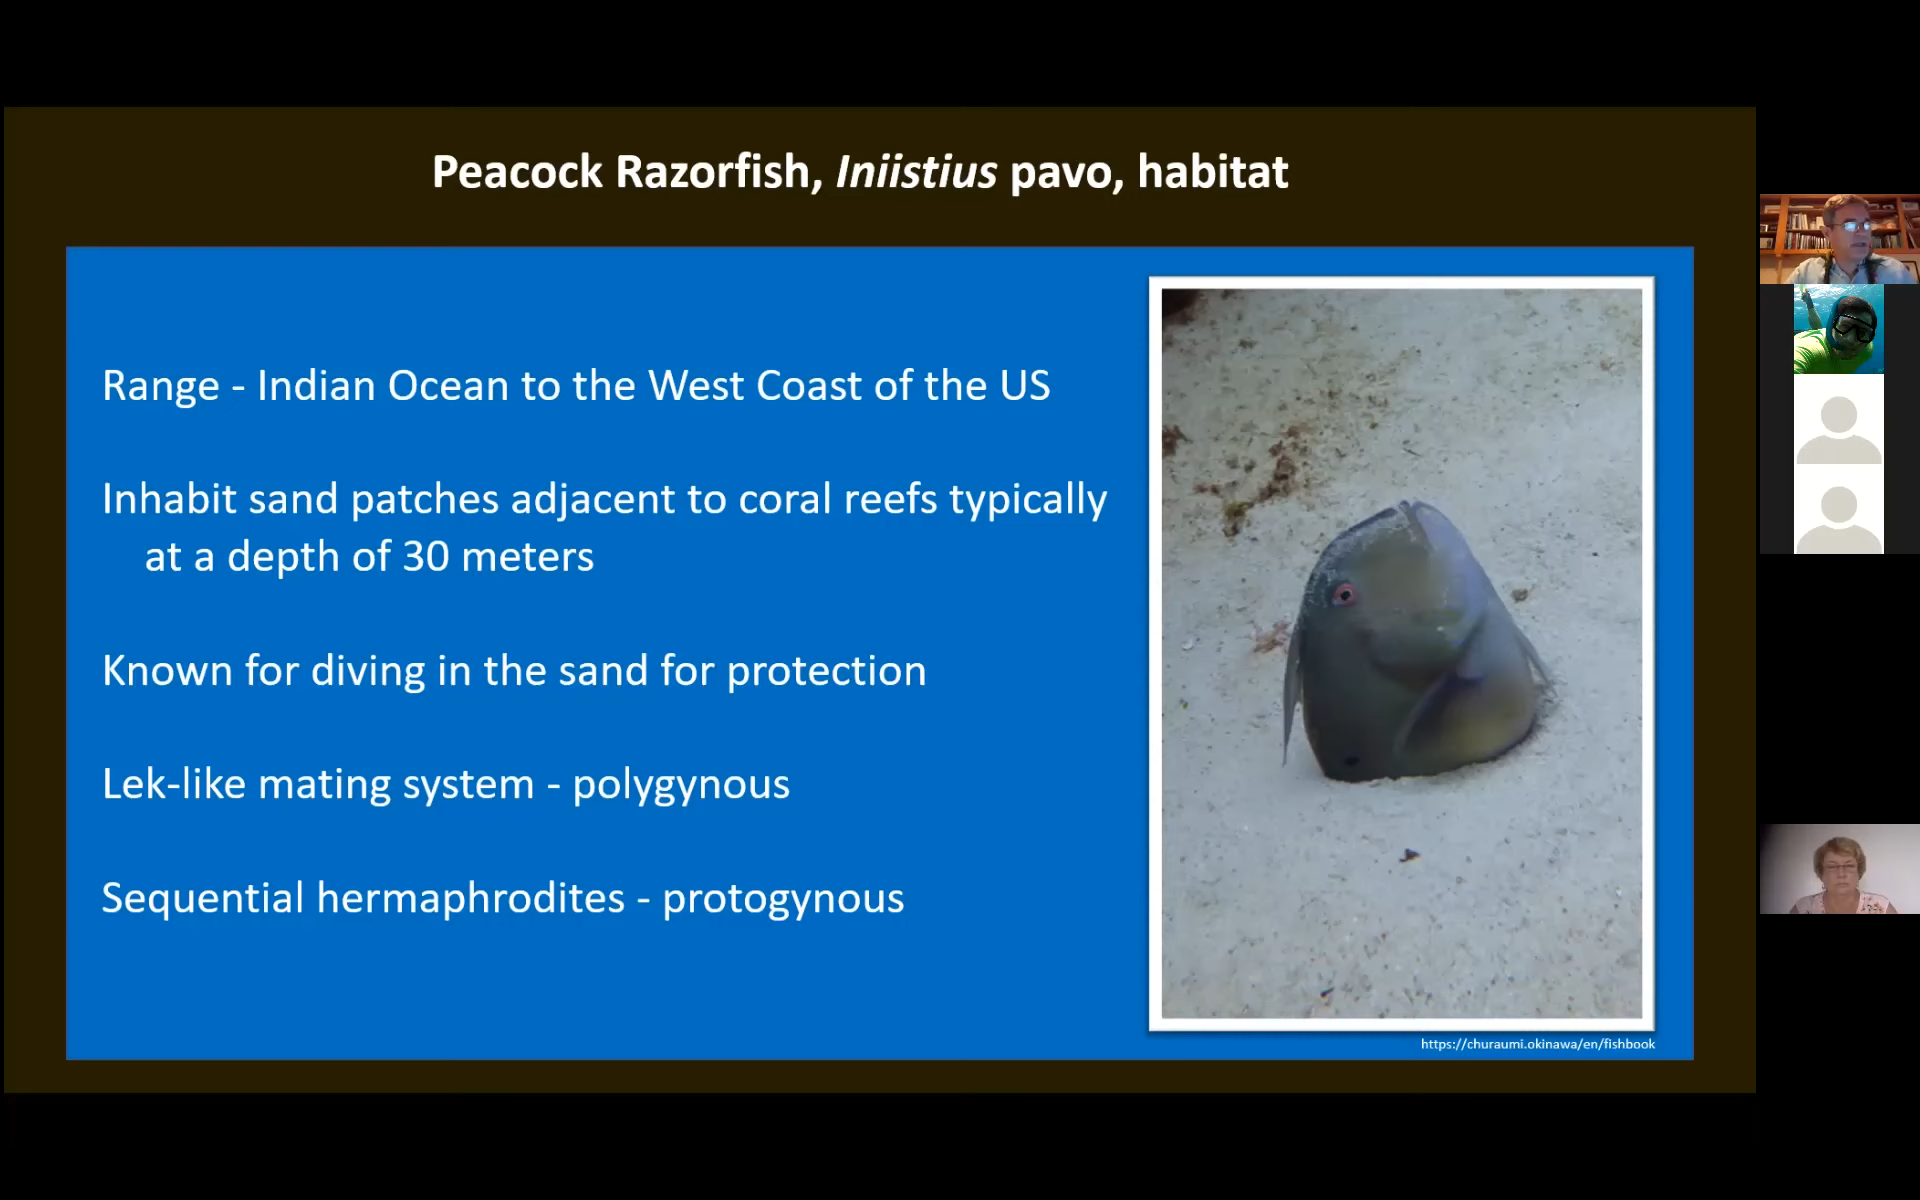 Peacock Razorfish, Iniistius pavo, habitat
Range - Indian Ocean to the West Coast of the US
Inhabit sand patches adjacent to coral reefs typically
at a depth of 30 meters
Known for diving in the sand for protection
Lek-like mating system - polygynous
Sequential hermaphrodites - protogynous
https://churaumi.okinawa/en/fishbook